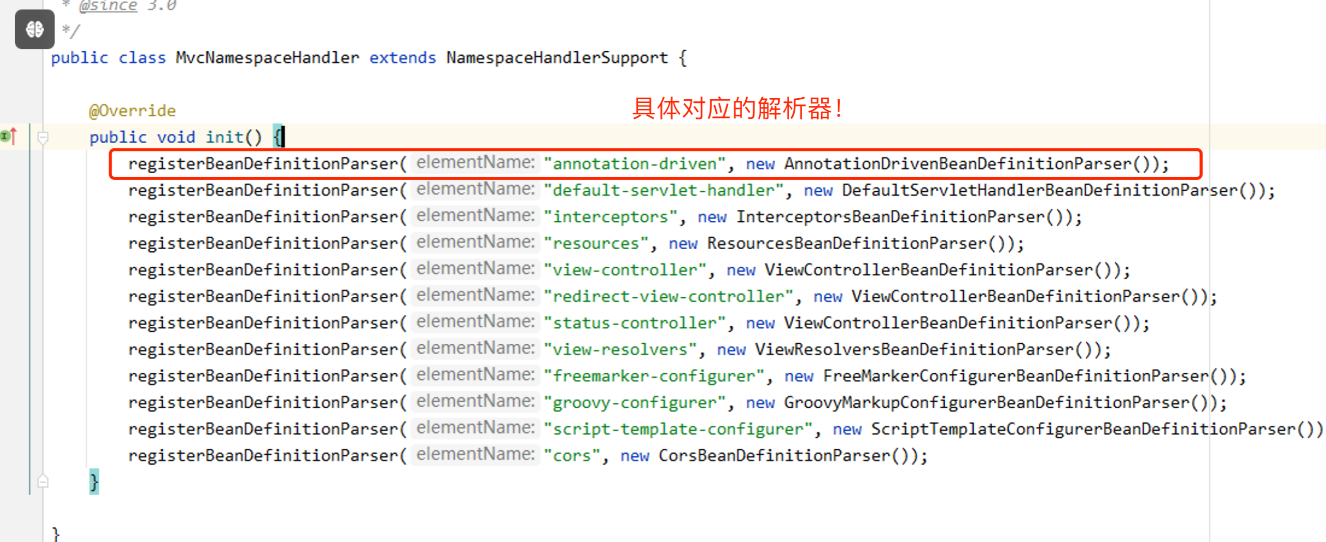 * @since 3.0
*/
public class MvcNamespaceHandler extends NamespaceHandlerSupport {
@Override
具体对应的解析器！
public void init() {
registerBeanDefinitionParser( elementName: "annotation-driven", new AnnotationDrivenBeanDefinitionParser());
registerBeanDefinitionParser( elementName: "default-servlet-handler", new DefaultServletHandlerBeanDefinitionParser());
registerBeanDefinitionParser( elementName: "interceptors", new InterceptorsBeanDefinitionParser());
registerBeanDefinitionParser( elementName: "resources", new ResourcesBeanDefinitionParser());
registerBeanDefinitionParser( elementName: "view-controller", new ViewControllerBeanDefinitionParser());
registerBeanDefinitionParser( elementName: "redirect-view-controller", new ViewControllerBeanDefinitionParser());
registerBeanDefinitionParser( elementName: "status-controller", new ViewControllerBeanDefinitionParser());
registerBeanDefinitionParser( elementName: "view-resolvers", new ViewResolversBeanDefinitionParser());
registerBeanDefinitionParser( elementName: "freemarker-configurer", new FreeMarkerConfigurerBeanDefinitionParser());
registerBeanDefinitionParser( elementName: "groovy-configurer", new GroovyMarkupConfigurerBeanDefinitionParser());
registerBeanDefinitionParser( elementName: "script-template-configurer", new ScriptTemplateConfigurerBeanDefinitionParser())
registerBeanDefinitionParser( elementName: "cors", new CorsBeanDefinitionParser());
}
}